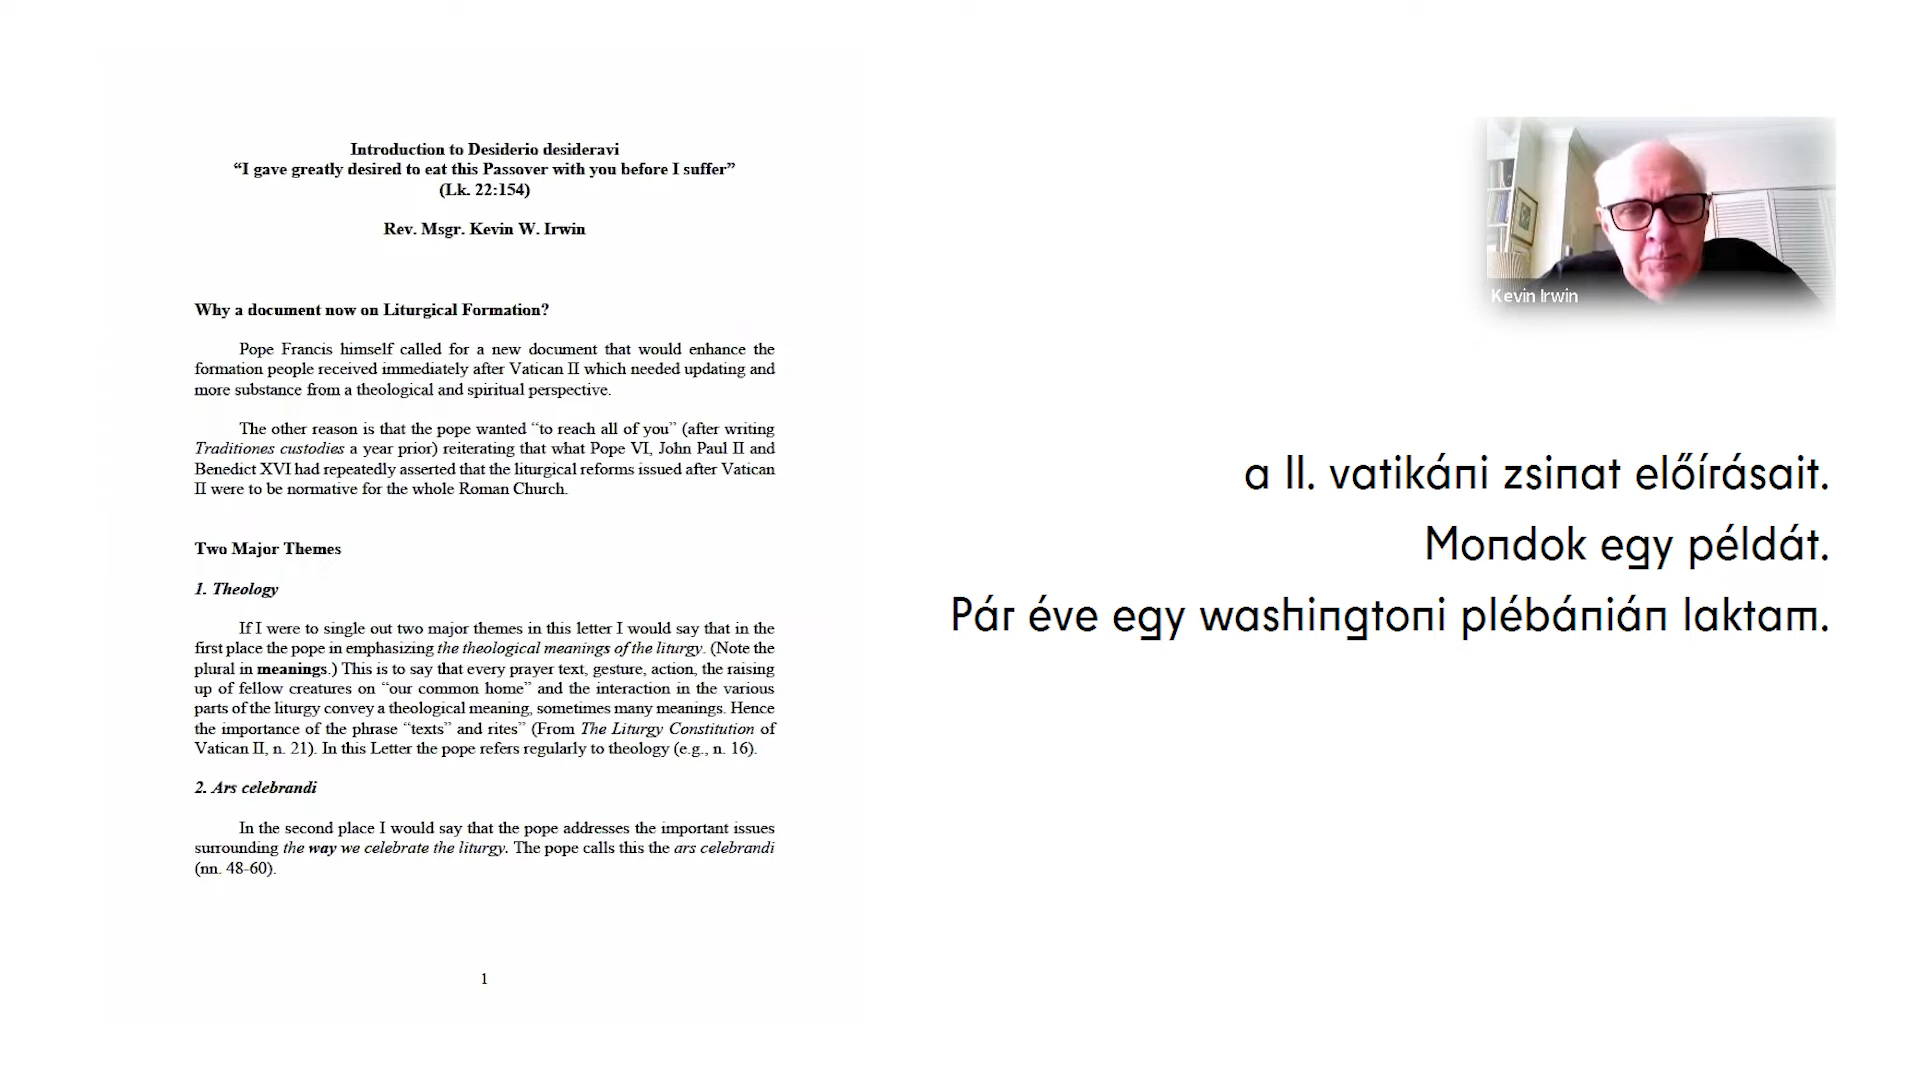 Introduction to Desiderio desideravi
“I gave greatly desired to eat this Passover with you before I suffer”
(Lk. 22:154)
Rev. Msgr. Kevin W. Irwin
Why a document now on Liturgical Formation?
Pope Francis himself called for a new document that would enhance the
formation people received immediately after Vatican II which needed updating and
more substance from a theological and spiritual perspective.
The other reason is that the pope wanted “to reach all of you” (after writing
Traditiones custodies a year prior) reiterating that what Pope VI, John Paul II and
Benedict XVI had repeatedly asserted that the liturgical reforms issued after Vatican
II were to be normative for the whole Roman Church.
Two Major Themes
1. Theology
If I were to single out two major themes in this letter I would say that in the
first place the pope in emphasizing the theological meanings of the liturgy. (Note the
plural in meanings.) This is to say that every prayer text, gesture, action, the raising
up of fellow creatures on “our common home” and the interaction in the various
parts of the liturgy convey a theological meaning, sometimes many meanings. Hence
the importance of the phrase “texts” and rites” (From The Liturgy Constitution of
Vatican II, n. 21). In this Letter the pope refers regularly to theology (e.g., n. 16).
2. Ars celebrandi
In the second place I would say that the pope addresses the important issues
surrounding the way we celebrate the liturgy. The pope calls this the ars celebrandi
(nn. 48-60).
1
Kevin Irwin
a II. vatikáni zsinat előírásait.
Mondok egy példát.
Pár éve egy washingtoni plébánián laktam.